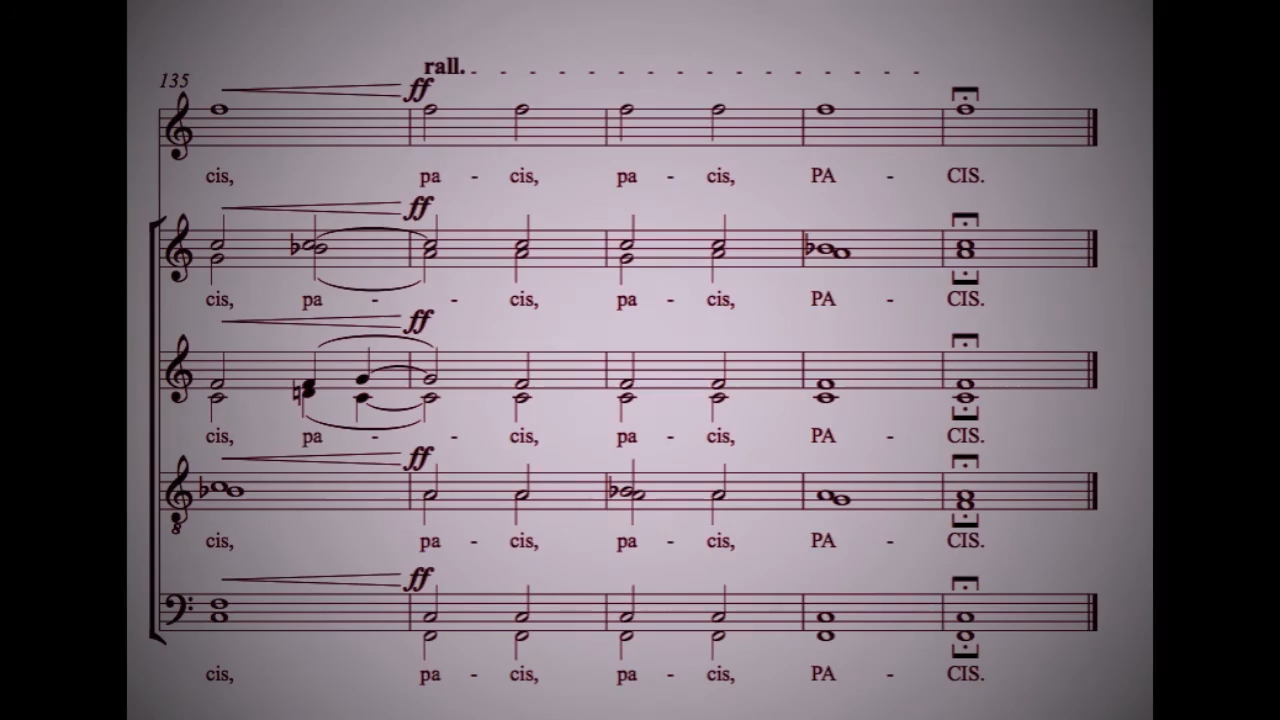 rall.
135
ff
cis, pa - cis, pa - cis, PA - CIS.
ff
cis, pa - - cis, pa - cis, PA - CIS.
ff
cis, pa - - cis, pa - cis, PA - CIS.
ff
8
cis, pa - cis, pa - cis, PA - CIS.
ff
cis, pa - cis, pa - cis, PA - CIS.